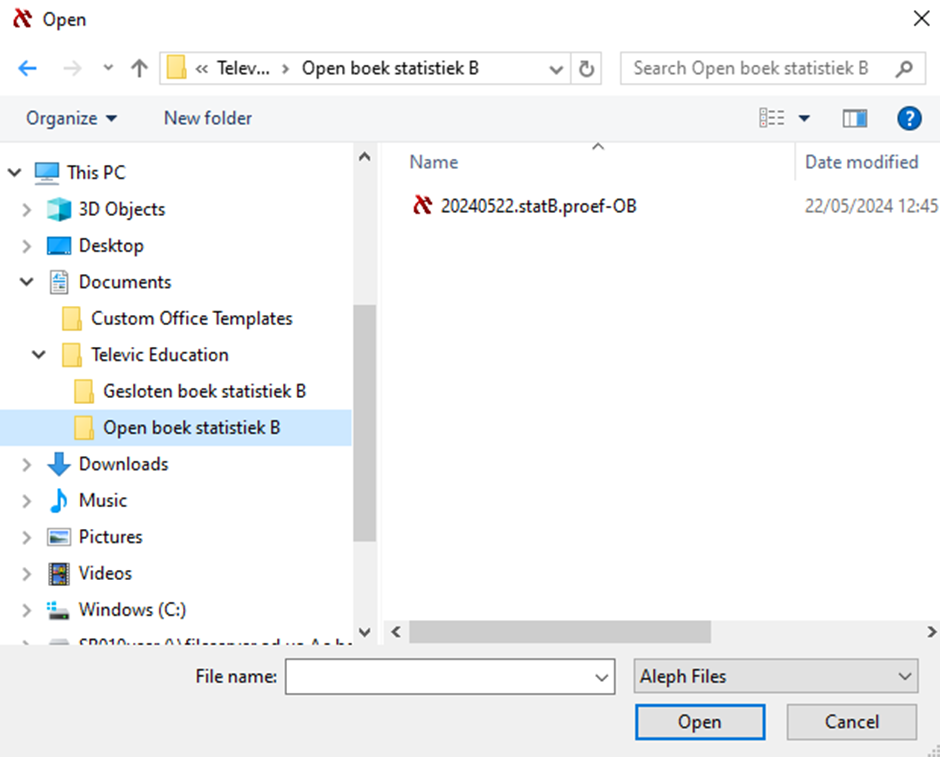 Open
« Telev... › Open boek statistiek B
Search Open boek statistiek B
Organize
New folder
?
This PC
3D Objects
Desktop
Documents
Custom Office Templates
Televic Education
Gesloten boek statistiek B
Open boek statistiek B
Downloads
Music
Pictures
Videos
Windows (C:)
Name
Date modified
20240522.statB.proef-OB
22/05/2024 12:45
File name:
Aleph Files
Open
Cancel